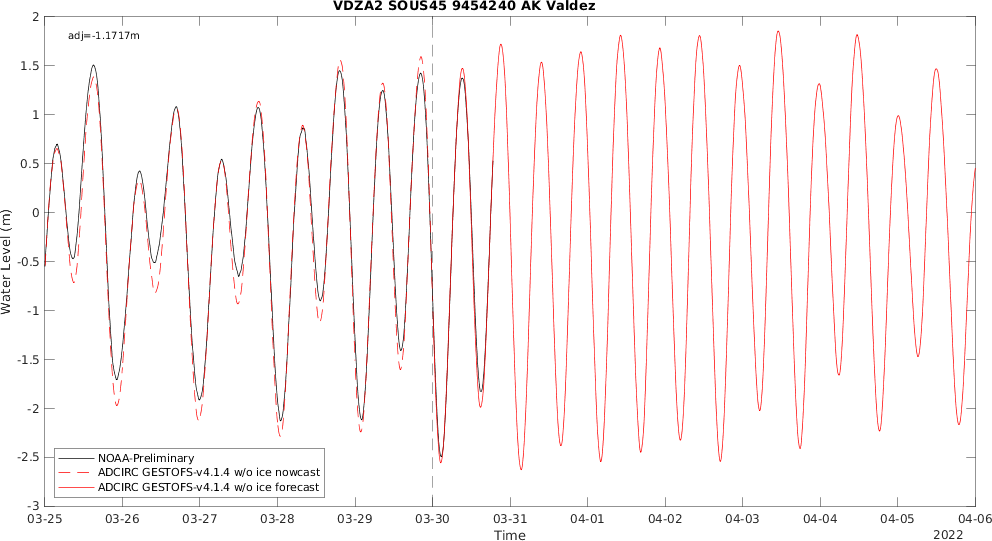 VDZA2 SOUS45 9454240 AK Valdez
adj=-1.1717m
2
1.5
1
0.5
0
-0.5
-1
-1.5
-2
-2.5
-3
Water Level (m)
NOAA-Preliminary
ADCIRC GESTOFS-v4.1.4 w/o ice nowcast
ADCIRC GESTOFS-v4.1.4 w/o ice forecast
03-25 03-26 03-27 03-28 03-29 03-30 03-31 04-01 04-02 04-03 04-04 04-05 04-06
Time
2022